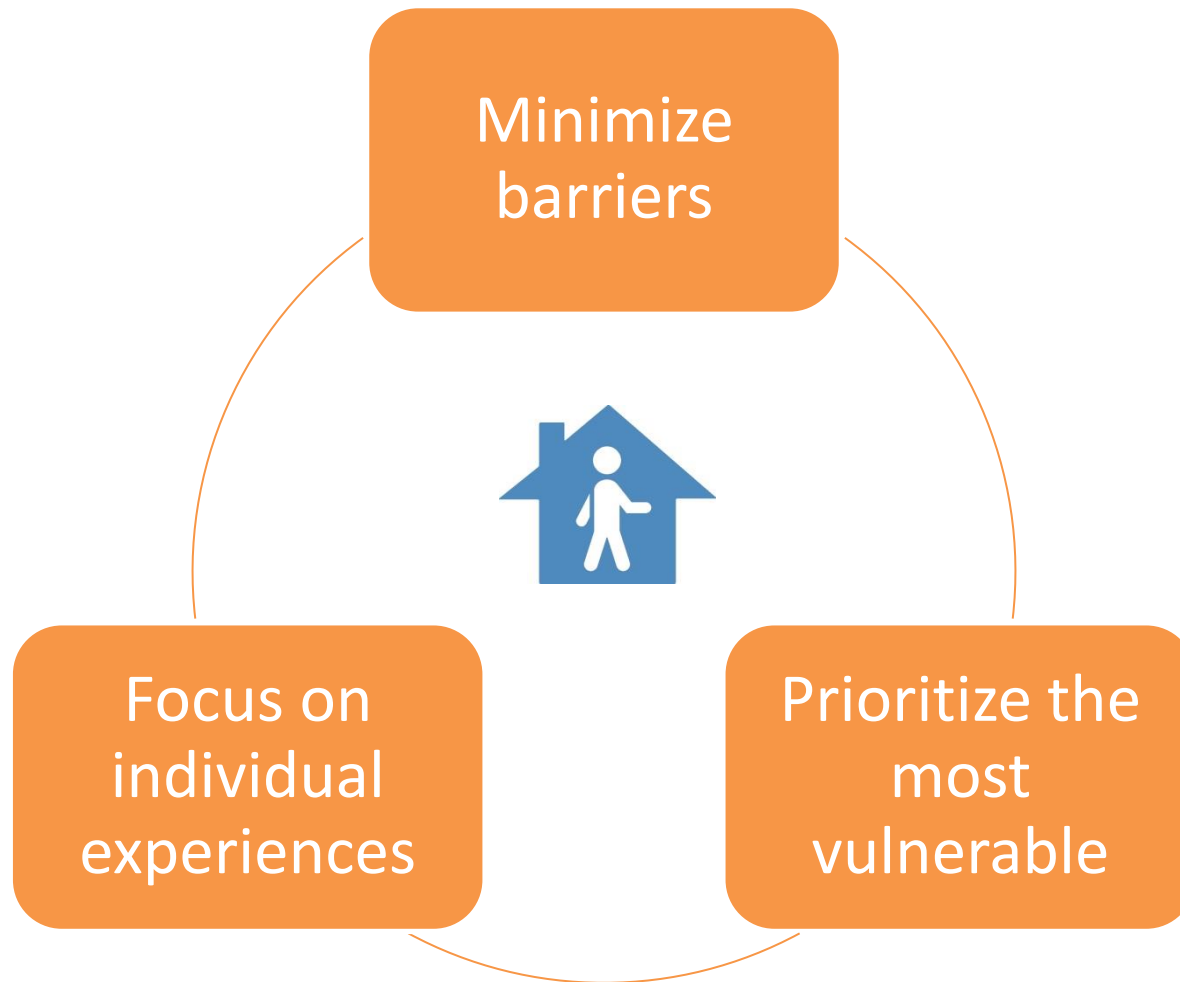 Minimize
barriers
Focus on
individual
experiences
Prioritize the
most
vulnerable